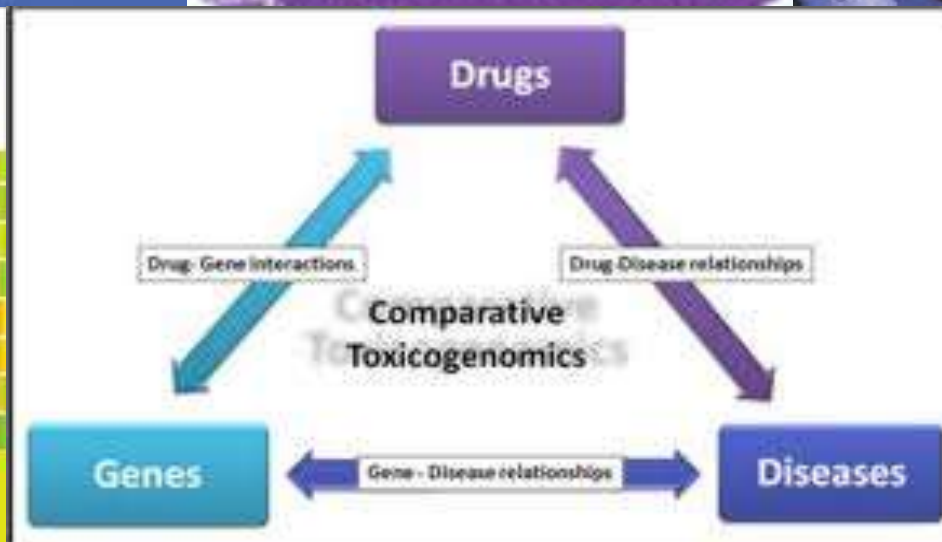 Drugs
Drug- Gene interactions
Drug-Disease relationships
Comparative
Toxicogenomics
Genes
Gene - Disease relationships
Diseases